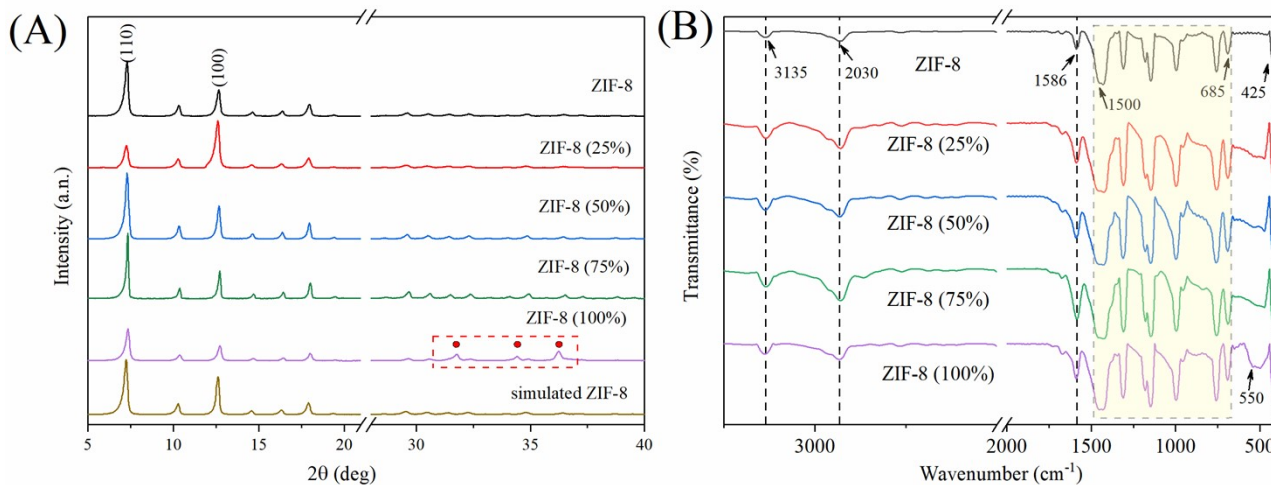 (A)
(110)
(100)
ZIF-8
ZIF-8 (25%)
ZIF-8 (50%)
ZIF-8 (75%)
ZIF-8 (100%)
simulated ZIF-8
Intensity (a.n.)
5 10 15 20 30 35 40
2θ (deg)
(B)
3135
2030
ZIF-8
1586
1500
685
425
ZIF-8 (25%)
ZIF-8 (50%)
ZIF-8 (75%)
ZIF-8 (100%)
550
Transmittance (%)
3000 2000 1500 1000 500
Wavenumber (cm⁻¹)